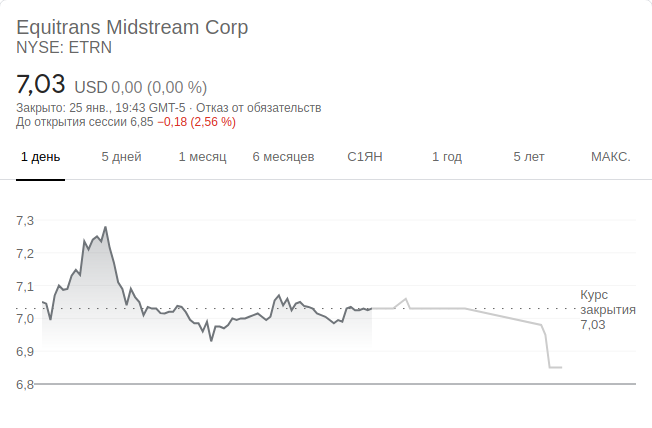 Equitrans Midstream Corp
NYSE: ETRN
7,03 USD 0,00 (0,00 %)
Закрыто: 25 янв., 19:43 GMT-5 · Отказ от обязательств
До открытия сессии 6,85 −0,18 (2,56 %)
1 день 5 дней 1 месяц 6 месяцев С1ЯН 1 год 5 лет МАКС.
7,3
7,2
7,1
7,0
6,9
6,8
Курс
закрытия
7,03